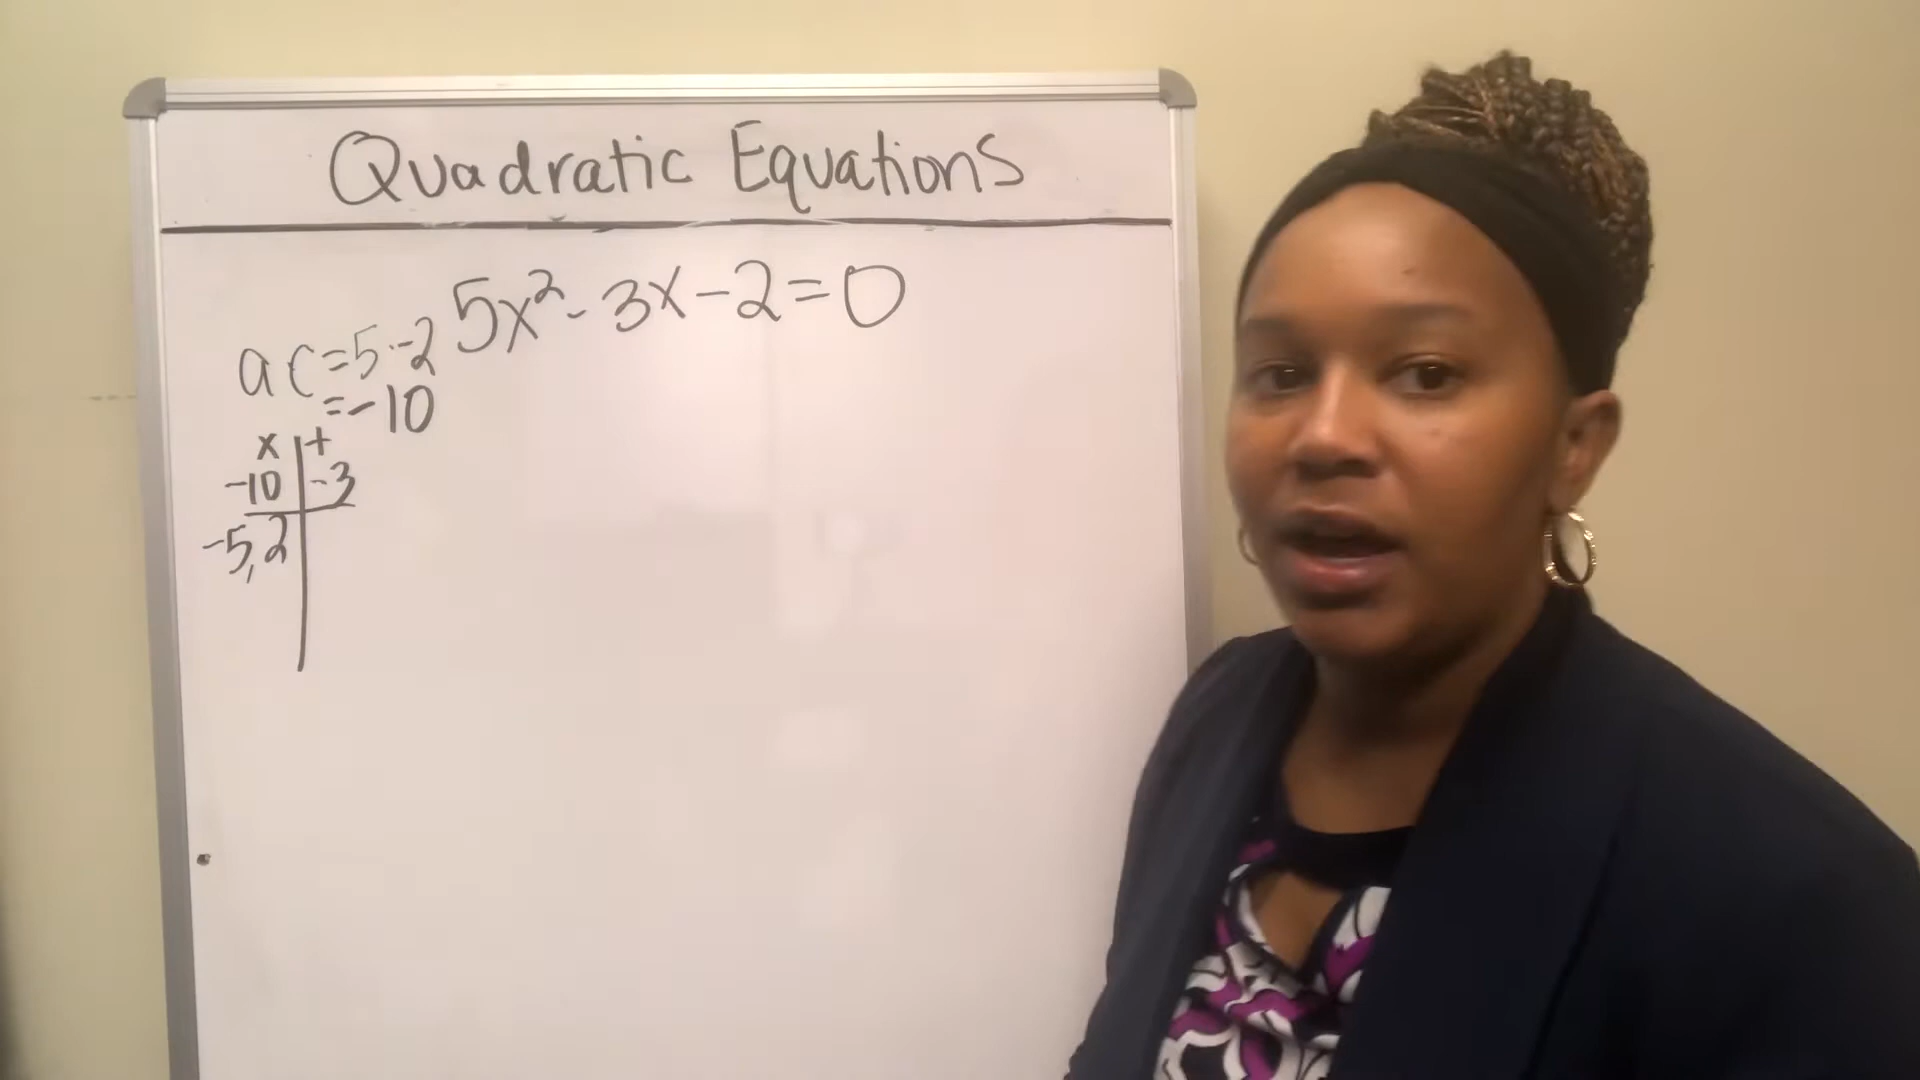 Quadratic Equations
5x²-3x-2=0
ac=5·-2
=-10
x | +
-10 | -3
-5,2